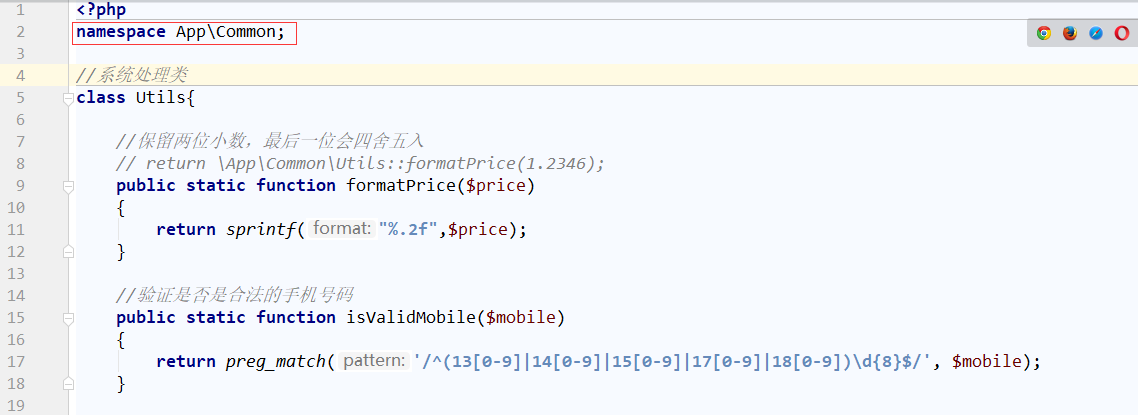 1 <?php
2 namespace App\Common;
3
4 //系统处理类
5 class Utils{
6
7 //保留两位小数，最后一位会四舍五入
8 // return \App\Common\Utils::formatPrice(1.2346);
9 public static function formatPrice($price)
10 {
11 return sprintf( format: "%.2f",$price);
12 }
13
14 //验证是否是合法的手机号码
15 public static function isValidMobile($mobile)
16 {
17 return preg_match( pattern: '/^(13[0-9]|14[0-9]|15[0-9]|17[0-9]|18[0-9])\d{8}$/', $mobile);
18 }
19